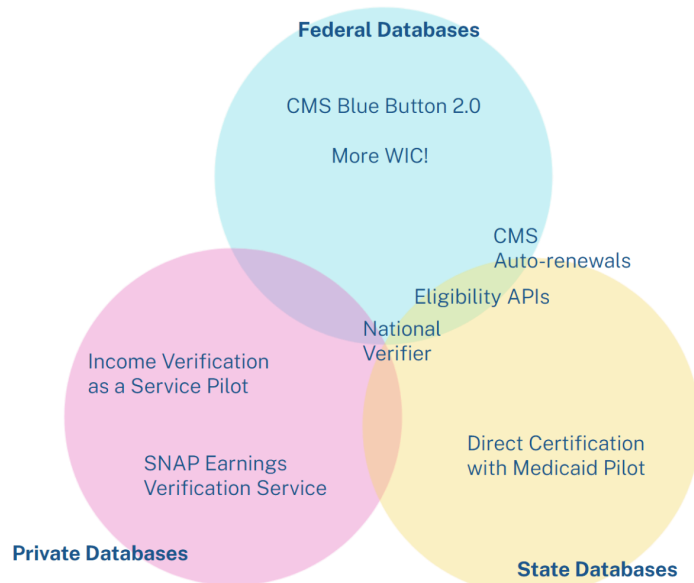 Federal Databases
CMS Blue Button 2.0
More WIC!
CMS
Auto-renewals
Eligibility APIs
National
Verifier
Income Verification
as a Service Pilot
SNAP Earnings
Verification Service
Direct Certification
with Medicaid Pilot
Private Databases
State Databases